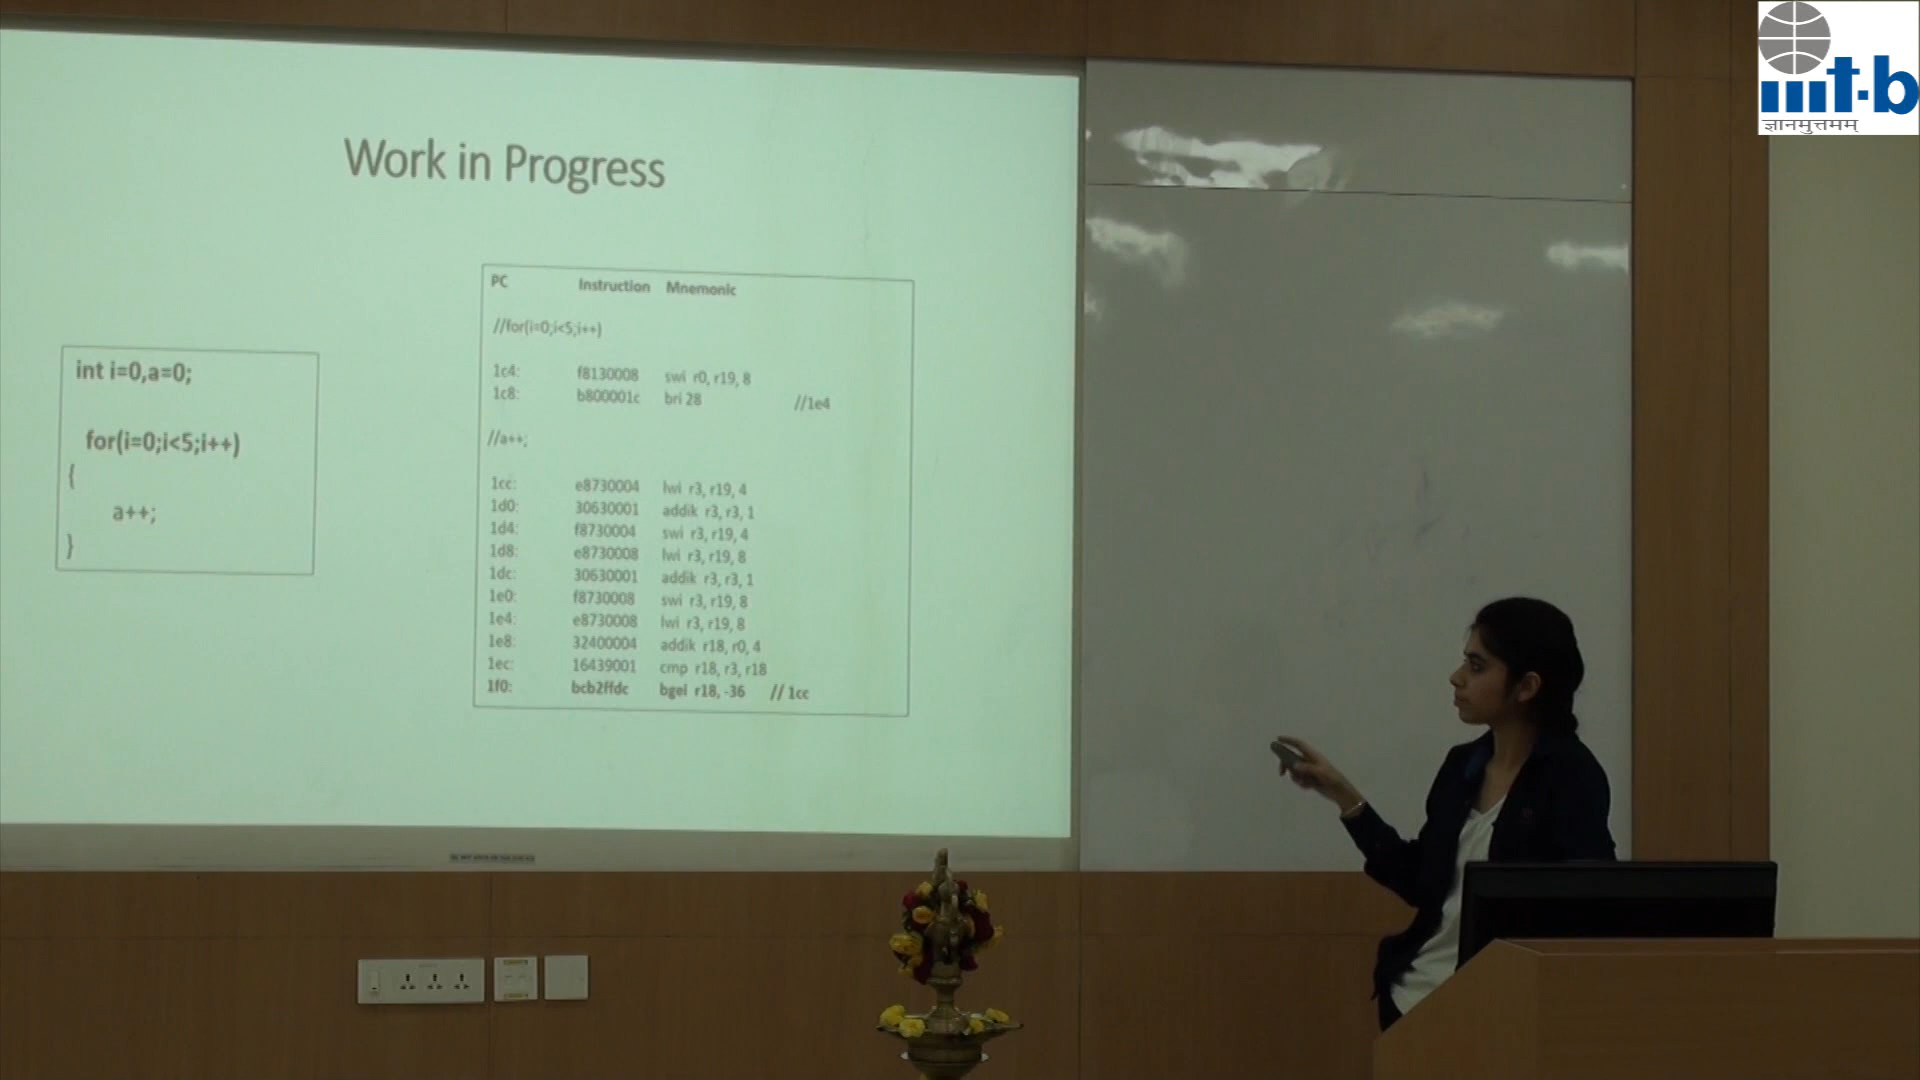 Work in Progress
int i=0,a=0;
for(i=0;i<5;i++)
{
a++;
}
PC Instruction Mnemonic
//for(i=0;i<5;i++)
1c4: f8130008 swi r0, r19, 8
1c8: b800001c bri 28 //1e4
//a++;
1cc: e8730004 lwi r3, r19, 4
1d0: 30630001 addik r3, r3, 1
1d4: f8730004 swi r3, r19, 4
1d8: e8730008 lwi r3, r19, 8
1dc: 30630001 addik r3, r3, 1
1e0: f8730008 swi r3, r19, 8
1e4: e8730008 lwi r3, r19, 8
1e8: 32400004 addik r18, r0, 4
1ec: 16439001 cmp r18, r3, r18
1f0: bcb2ffdc bgei r18, -36 // 1cc
iiit-b
ज्ञानमुत्तमम्